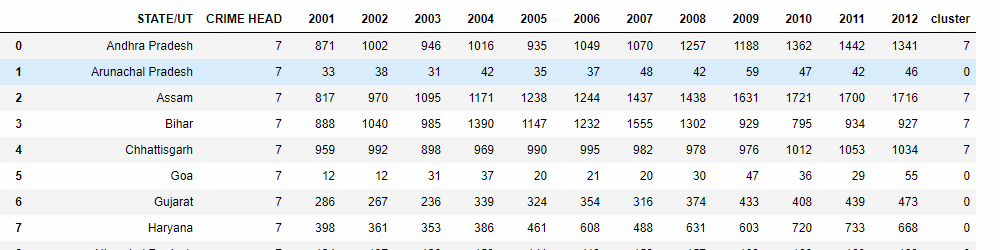 STATE/UT CRIME HEAD 2001 2002 2003 2004 2005 2006 2007 2008 2009 2010 2011 2012 cluster
0 Andhra Pradesh 7 871 1002 946 1016 935 1049 1070 1257 1188 1362 1442 1341 7
1 Arunachal Pradesh 7 33 38 31 42 35 37 48 42 59 47 42 46 0
2 Assam 7 817 970 1095 1171 1238 1244 1437 1438 1631 1721 1700 1716 7
3 Bihar 7 888 1040 985 1390 1147 1232 1555 1302 929 795 934 927 7
4 Chhattisgarh 7 959 992 898 969 990 995 982 978 976 1012 1053 1034 7
5 Goa 7 12 12 31 37 20 21 20 30 47 36 29 55 0
6 Gujarat 7 286 267 236 339 324 354 316 374 433 408 439 473 0
7 Haryana 7 398 361 353 386 461 608 488 631 603 720 733 668 0